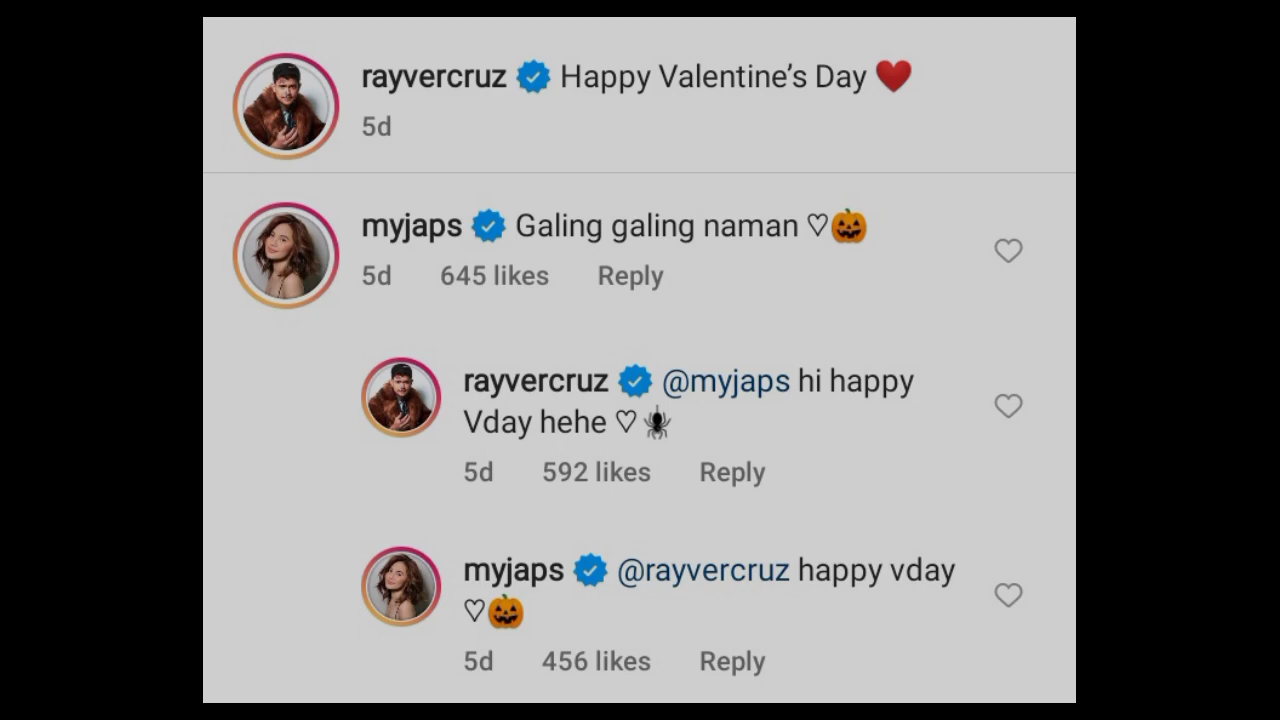 rayvercruz Happy Valentine’s Day ❤️
5d
myjaps Galing galing naman ♡🎃
5d 645 likes Reply
rayvercruz @myjaps hi happy
Vday hehe ♡🕷️
5d 592 likes Reply
myjaps @rayvercruz happy vday
♡🎃
5d 456 likes Reply